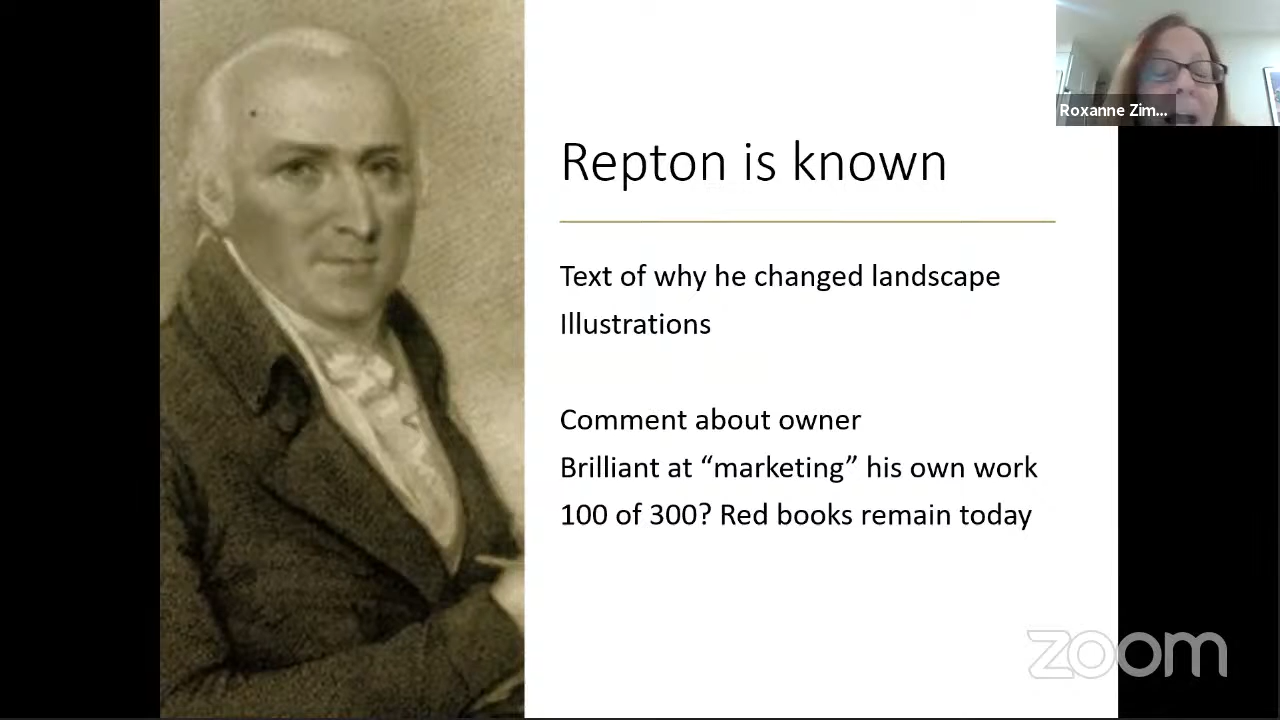 Roxanne Zim...
Repton is known
Text of why he changed landscape
Illustrations
Comment about owner
Brilliant at “marketing” his own work
100 of 300? Red books remain today
zoom